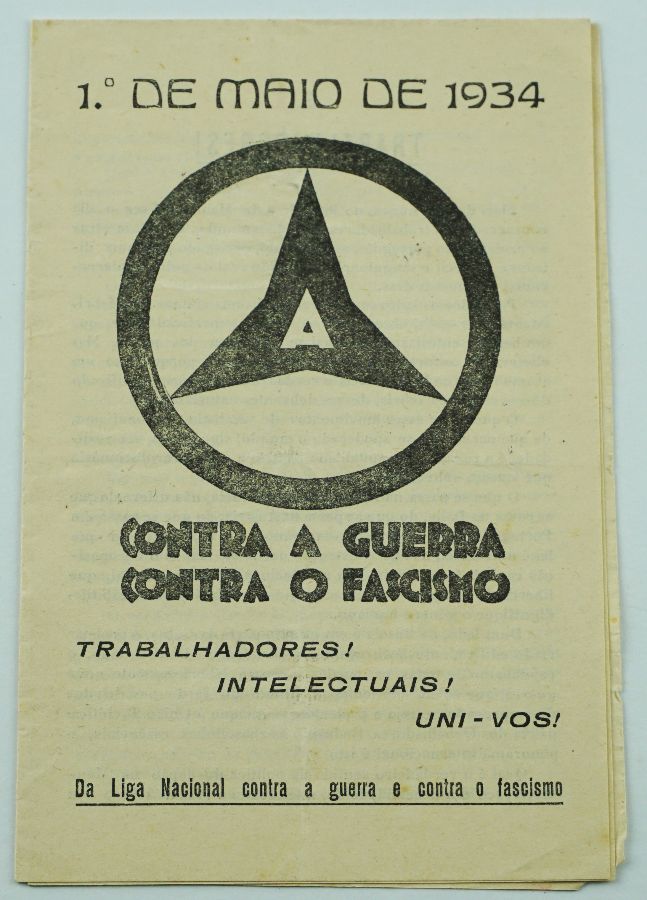 1.º DE MAIO DE 1934
A
CONTRA A GUERRA
CONTRA O FASCISMO
TRABALHADORES!
INTELECTUAIS!
UNI-VOS!
Da Liga Nacional contra a guerra e contra o fascismo